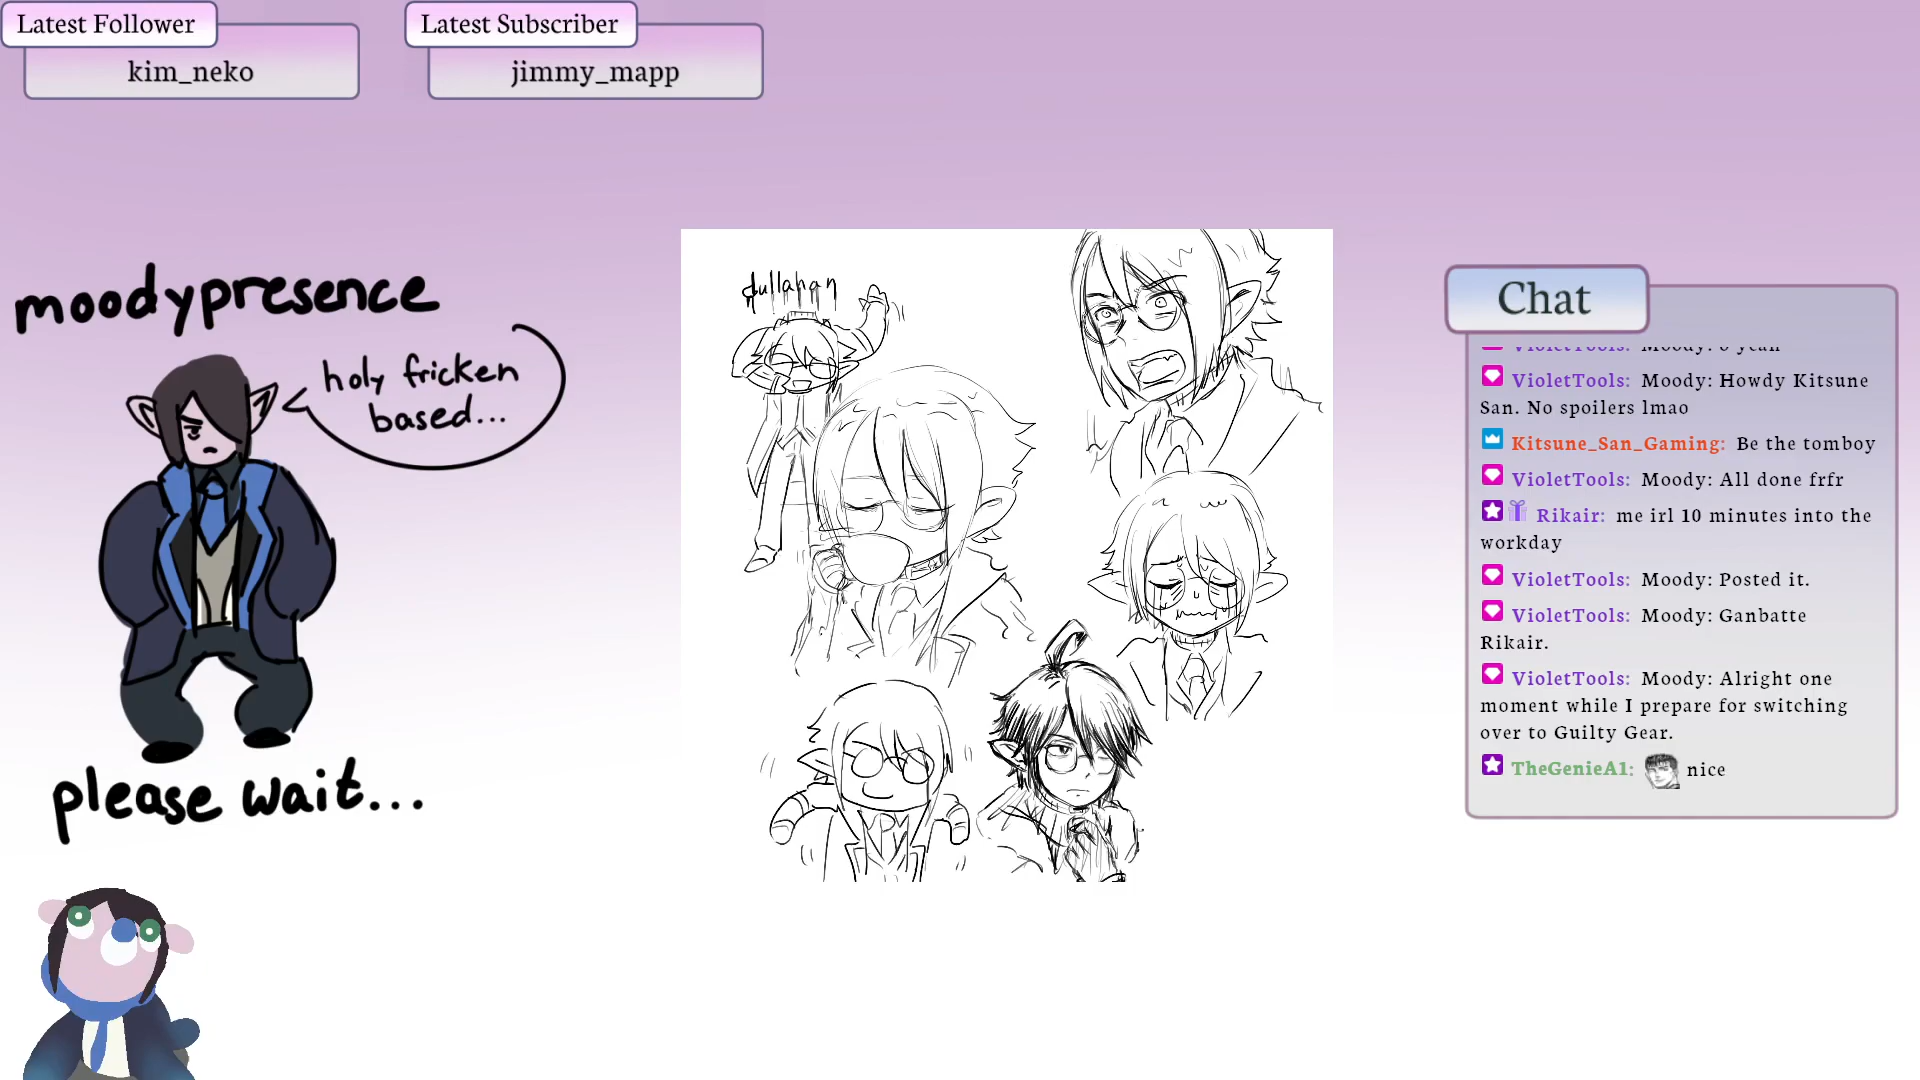 Latest Follower
kim_neko
Latest Subscriber
jimmy_mapp
moodypresence
holy fricken
based...
please wait...
dullahan
Chat
VioletTools: Moody: o yeah
VioletTools: Moody: Howdy Kitsune
San. No spoilers lmao
Kitsune_San_Gaming: Be the tomboy
VioletTools: Moody: All done frfr
Rikair: me irl 10 minutes into the
workday
VioletTools: Moody: Posted it.
VioletTools: Moody: Ganbatte
Rikair.
VioletTools: Moody: Alright one
moment while I prepare for switching
over to Guilty Gear.
TheGenieA1: nice